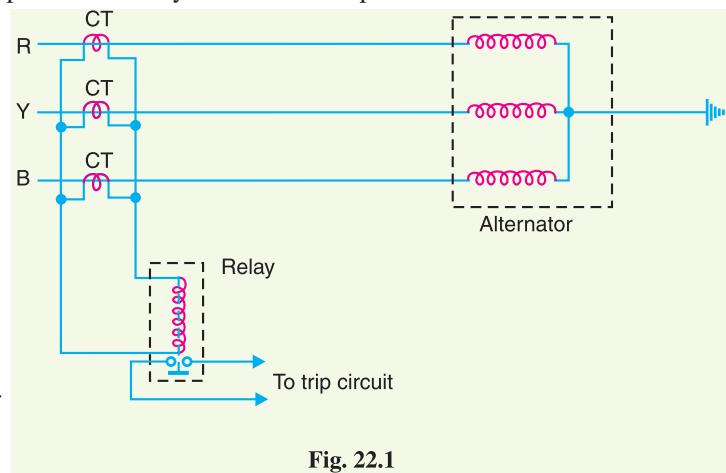 CT
R
CT
Y
CT
B
Alternator
Relay
To trip circuit
Fig. 22.1